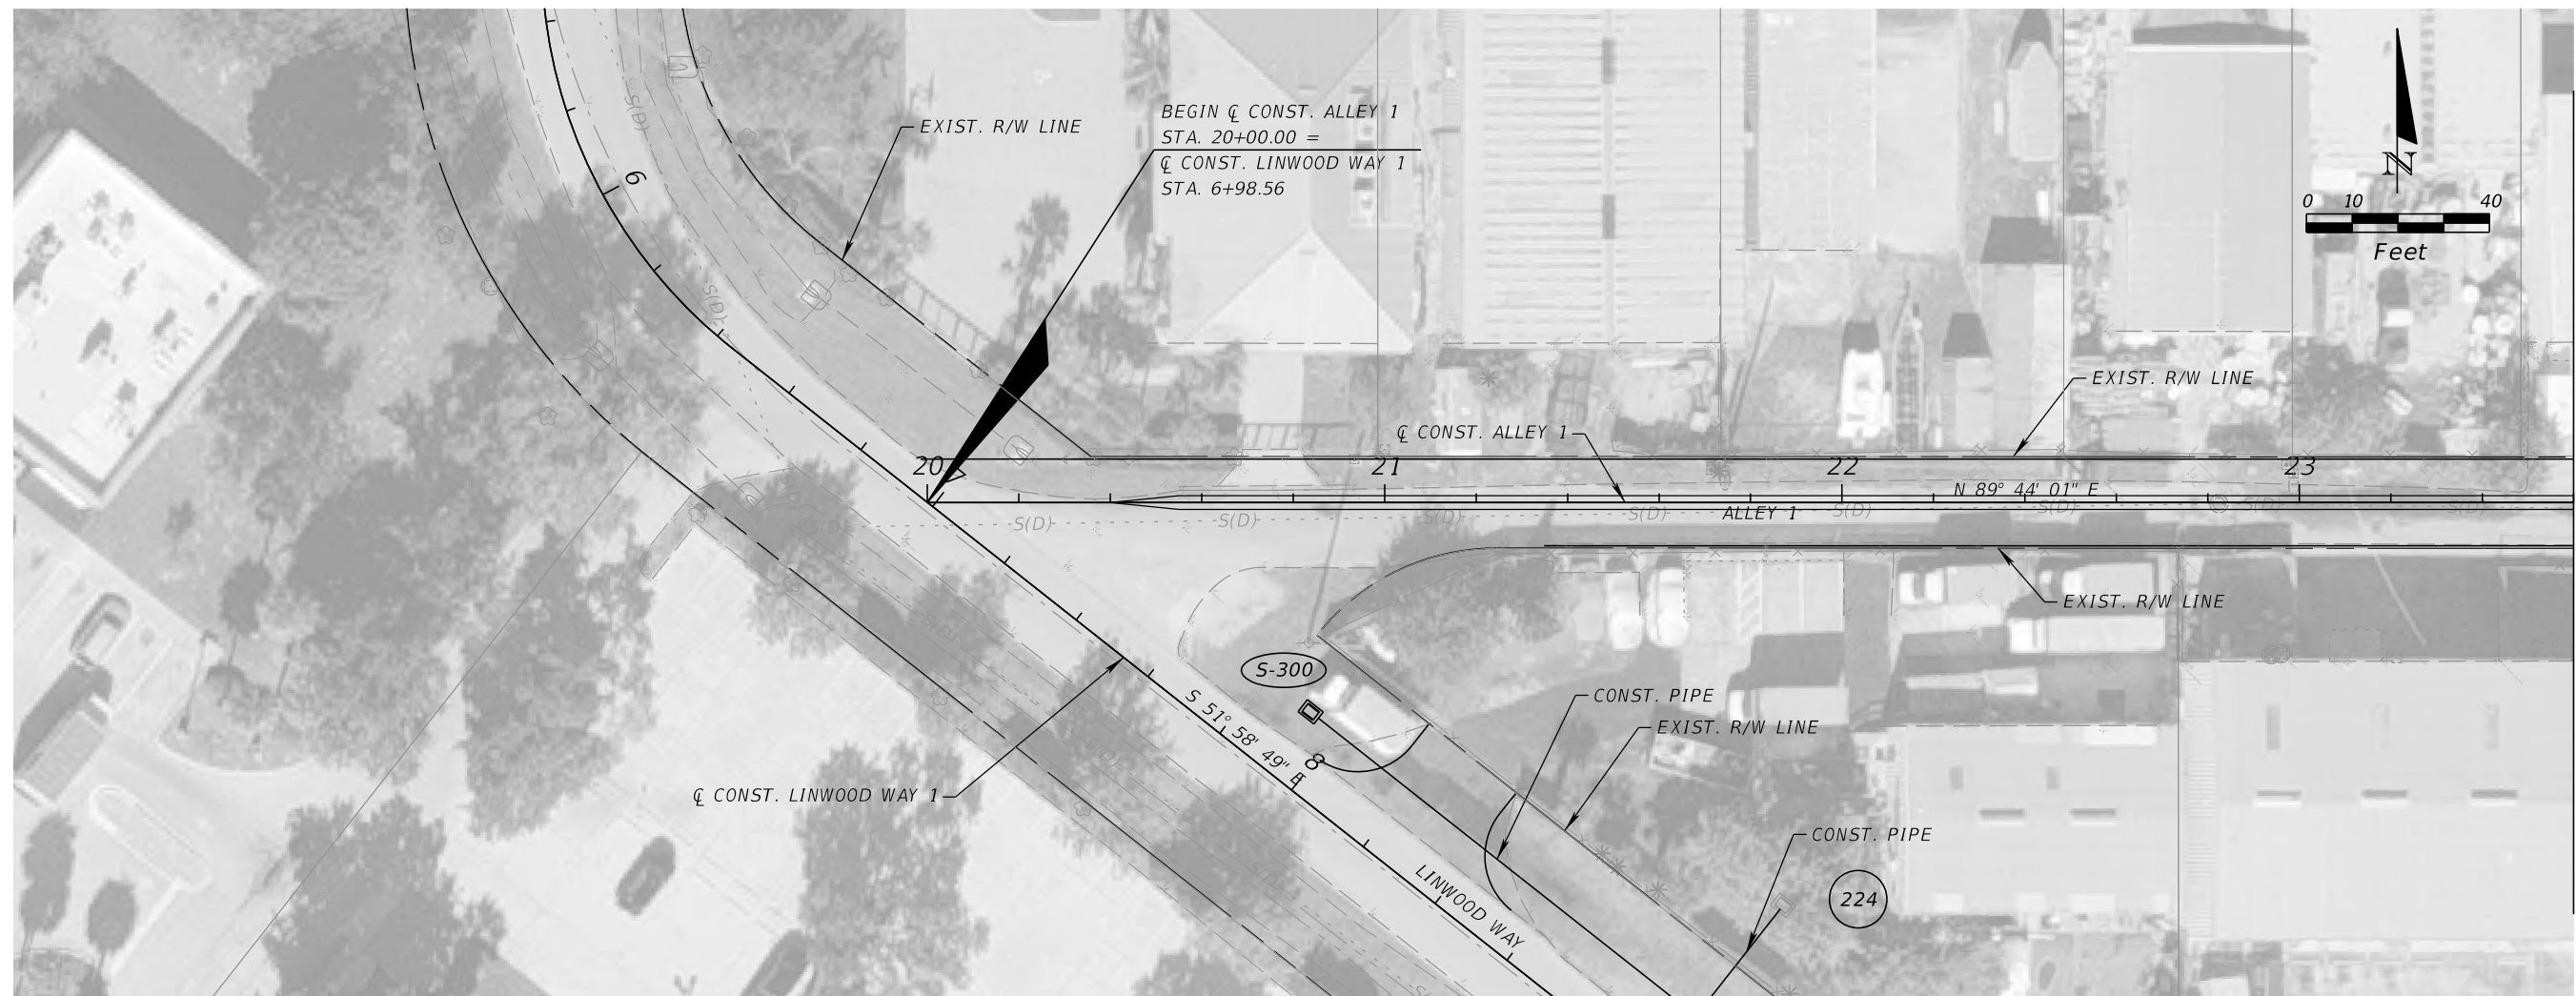 EXIST. R/W LINE
BEGIN ℄ CONST. ALLEY 1
STA. 20+00.00 =
℄ CONST. LINWOOD WAY 1
STA. 6+98.56
N
0 10 40
Feet
6
S(D)
S(D)
EXIST. R/W LINE
℄ CONST. ALLEY 1
20
7
21
22
23
N 89° 44' 01" E
ALLEY 1
S(D)
S(D)
S(D)
S(D)
S(D)
S(D)
S(D)
S(D)
S(D)
EXIST. R/W LINE
S(D)
S-300
CONST. PIPE
EXIST. R/W LINE
S 51° 58' 49" E
8
S(D)
℄ CONST. LINWOOD WAY 1
CONST. PIPE
LINWOOD WAY
224
S(D)